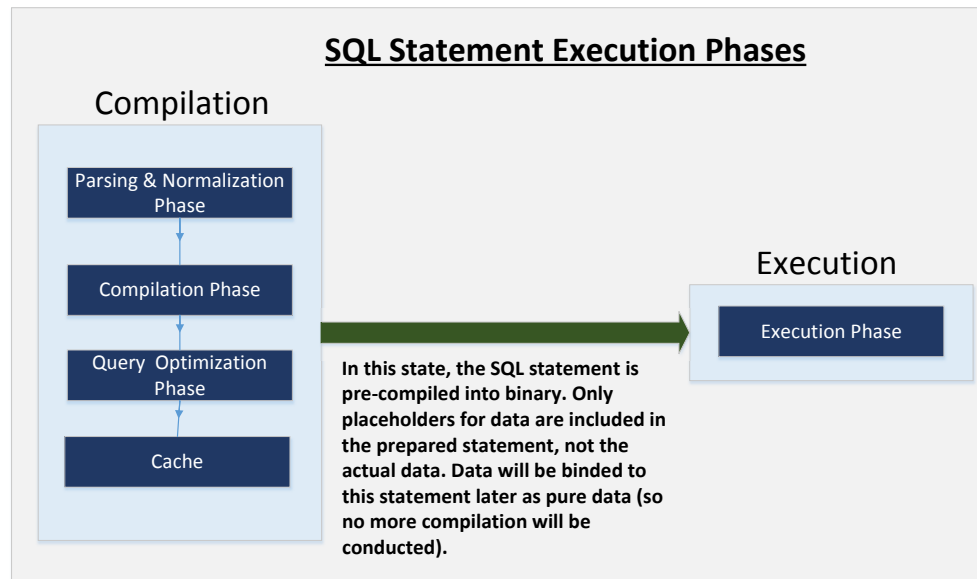 SQL Statement Execution Phases
Compilation
Parsing & Normalization
Phase
Compilation Phase
Query Optimization
Phase
Cache
In this state, the SQL statement is
pre-compiled into binary. Only
placeholders for data are included in
the prepared statement, not the
actual data. Data will be binded to
this statement later as pure data (so
no more compilation will be
conducted).
Execution
Execution Phase